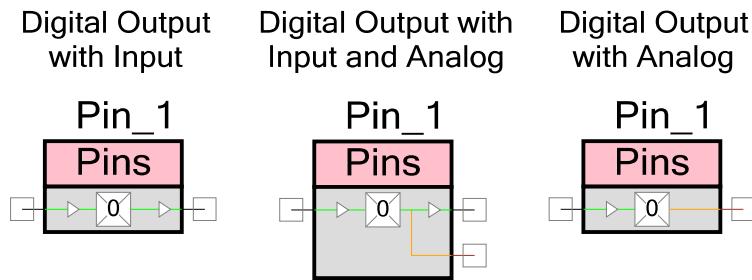 Digital Output
with Input
Digital Output with
Input and Analog
Digital Output
with Analog
Pin_1
Pins
0
Pin_1
Pins
0
Pin_1
Pins
0